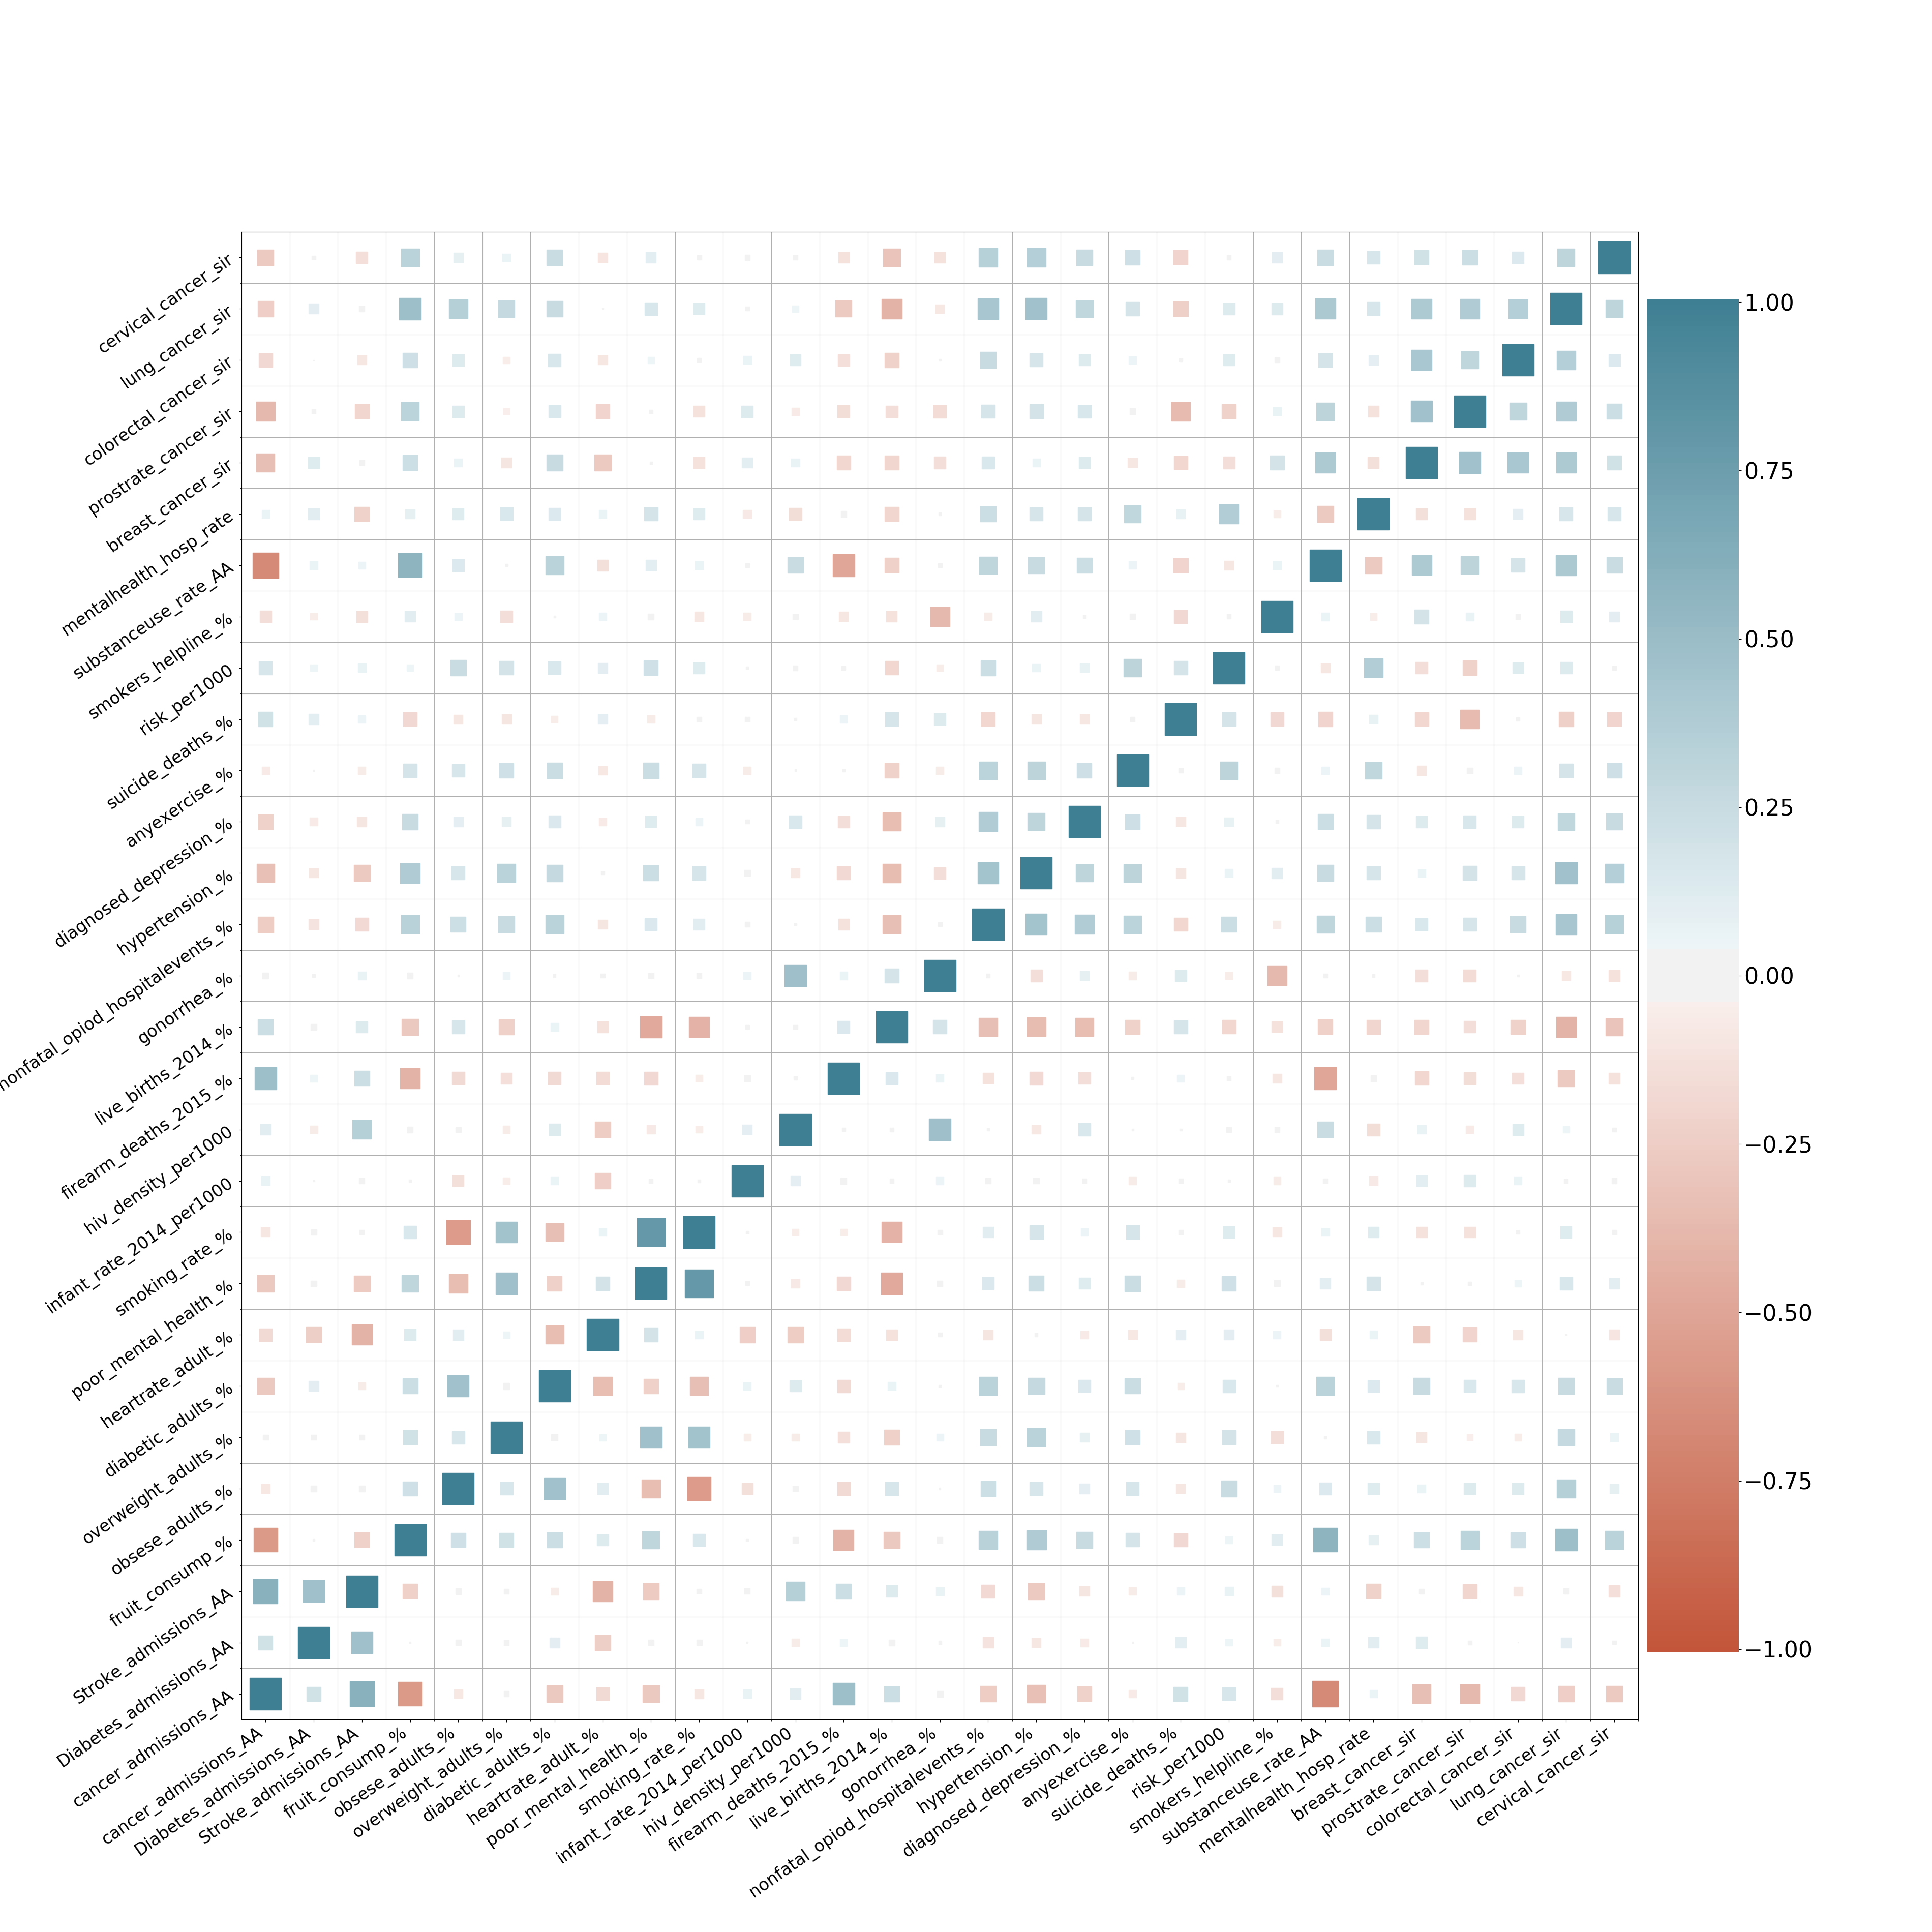 cervical_cancer_sir
lung_cancer_sir
colorectal_cancer_sir
prostrate_cancer_sir
breast_cancer_sir
mentalhealth_hosp_rate
substanceuse_rate_AA
smokers_helpline_%
risk_per1000
suicide_deaths_%
anyexercise_%
diagnosed_depression_%
hypertension_%
nonfatal_opiod_hospitalevents_%
gonorrhea_%
live_births_2014_%
firearm_deaths_2015_%
hiv_density_per1000
infant_rate_2014_per1000
smoking_rate_%
poor_mental_health_%
heartrate_adult_%
diabetic_adults_%
overweight_adults_%
obsese_adults_%
fruit_consump_%
Stroke_admissions_AA
Diabetes_admissions_AA
cancer_admissions_AA
cancer_admissions_AA
Diabetes_admissions_AA
Stroke_admissions_AA
fruit_consump_%
obsese_adults_%
overweight_adults_%
diabetic_adults_%
heartrate_adult_%
poor_mental_health_%
smoking_rate_%
infant_rate_2014_per1000
hiv_density_per1000
firearm_deaths_2015_%
live_births_2014_%
gonorrhea_%
nonfatal_opiod_hospitalevents_%
hypertension_%
diagnosed_depression_%
anyexercise_%
suicide_deaths_%
risk_per1000
smokers_helpline_%
substanceuse_rate_AA
mentalhealth_hosp_rate
breast_cancer_sir
prostrate_cancer_sir
colorectal_cancer_sir
lung_cancer_sir
cervical_cancer_sir
1.00
0.75
0.50
0.25
0.00
−0.25
−0.50
−0.75
−1.00